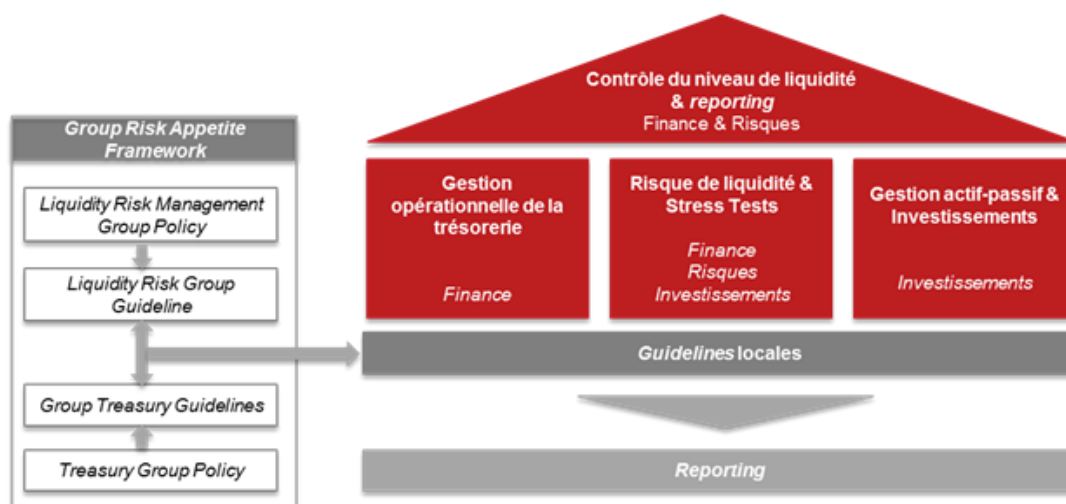 Group Risk Appetite
Framework
Liquidity Risk Management
Group Policy
Liquidity Risk Group
Guideline
Group Treasury Guidelines
Treasury Group Policy
Contrôle du niveau de liquidité
& reporting
Finance & Risques
Gestion
opérationnelle de la
trésorerie
Finance
Risque de liquidité &
Stress Tests
Finance
Risques
Investissements
Gestion actif-passif &
Investissements
Investissements
Guidelines locales
Reporting